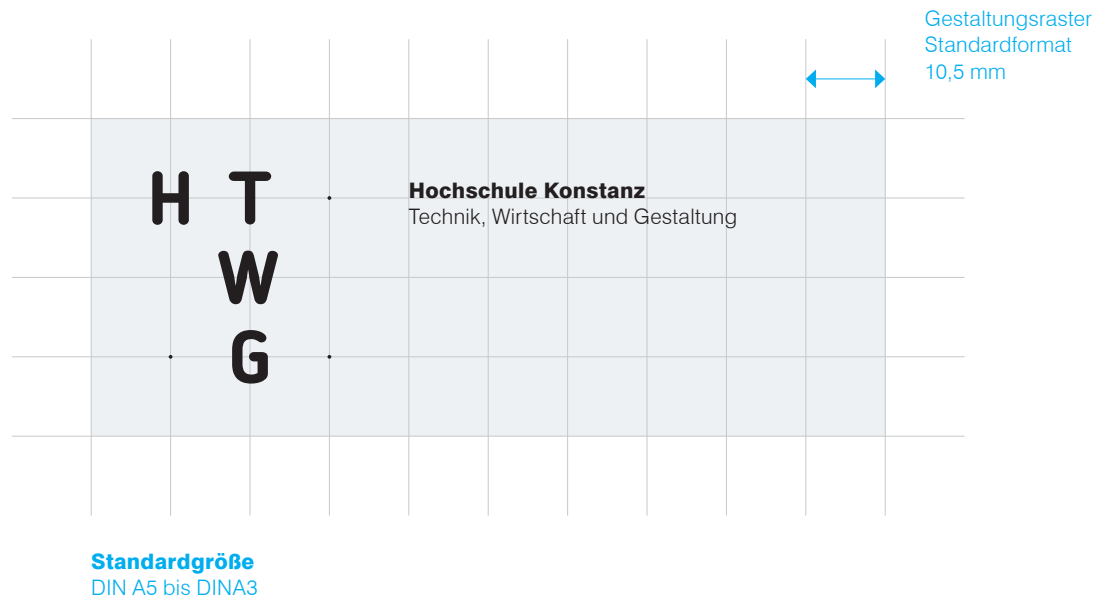 Gestaltungsraster
Standardformat
10,5 mm
H T
W
G
Hochschule Konstanz
Technik, Wirtschaft und Gestaltung
Standardgröße
DIN A5 bis DINA3